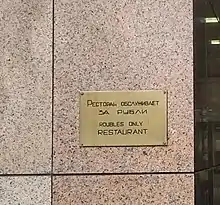 Ресторан обслуживает
ЗА РУБЛИ
ROUBLES ONLY
RESTAURANT